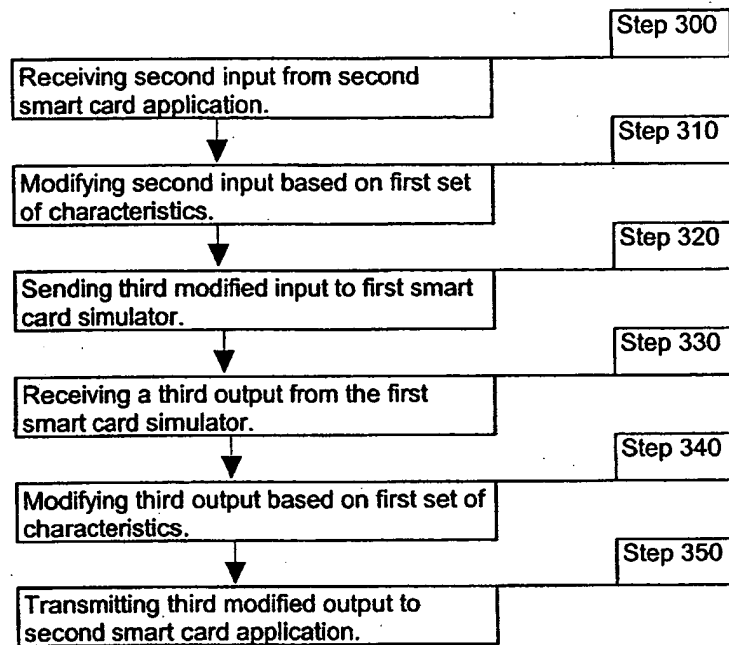 Step 300
Receiving second input from second
smart card application.
Step 310
Modifying second input based on first set
of characteristics.
Step 320
Sending third modified input to first smart
card simulator.
Step 330
Receiving a third output from the first
smart card simulator.
Step 340
Modifying third output based on first set of
characteristics.
Step 350
Transmitting third modified output to
second smart card application.